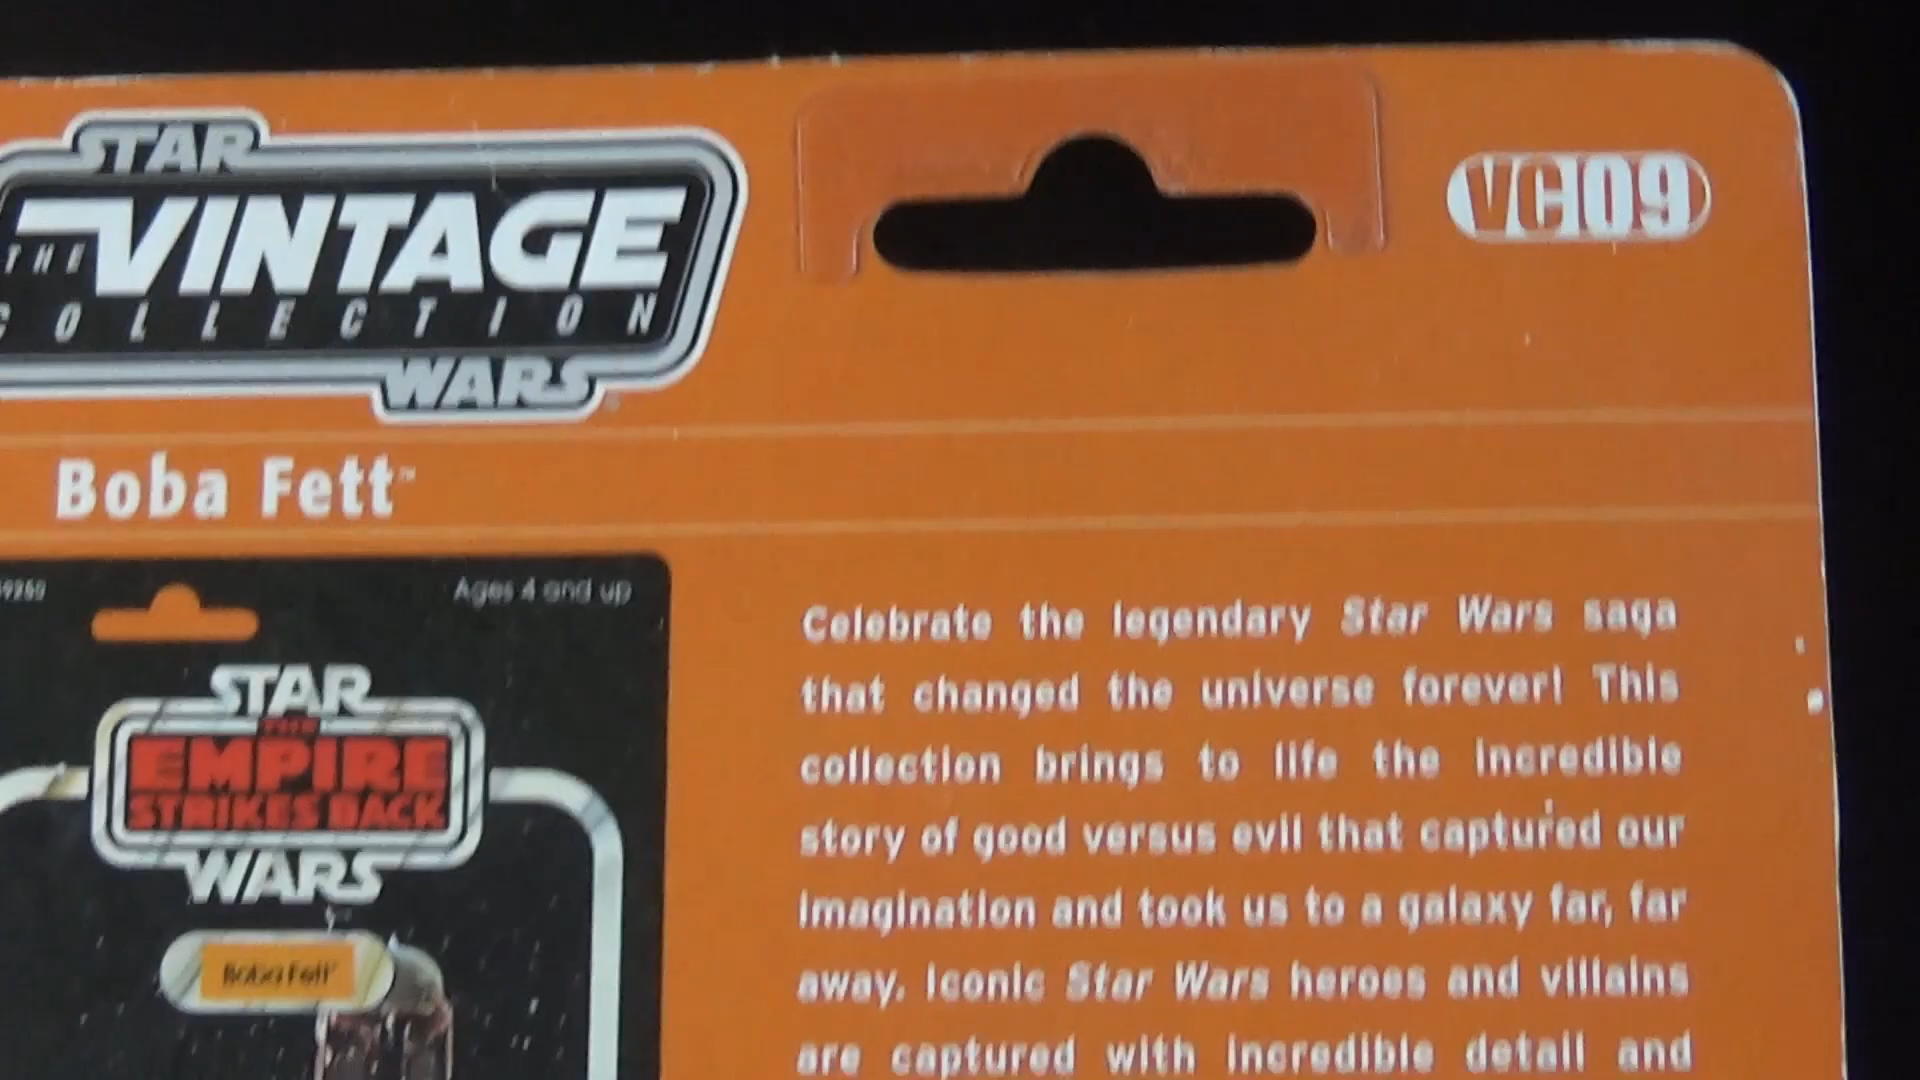 STAR
THE VINTAGE
COLLECTION
WARS
VC09
Boba Fett™
Ages 4 and up
STAR
THE
EMPIRE
STRIKES BACK
WARS
Boba Fett
Celebrate the legendary Star Wars saga
that changed the universe forever! This
collection brings to life the incredible
story of good versus evil that captured our
imagination and took us to a galaxy far, far
away. Iconic Star Wars heroes and villains
are captured with incredible detail and